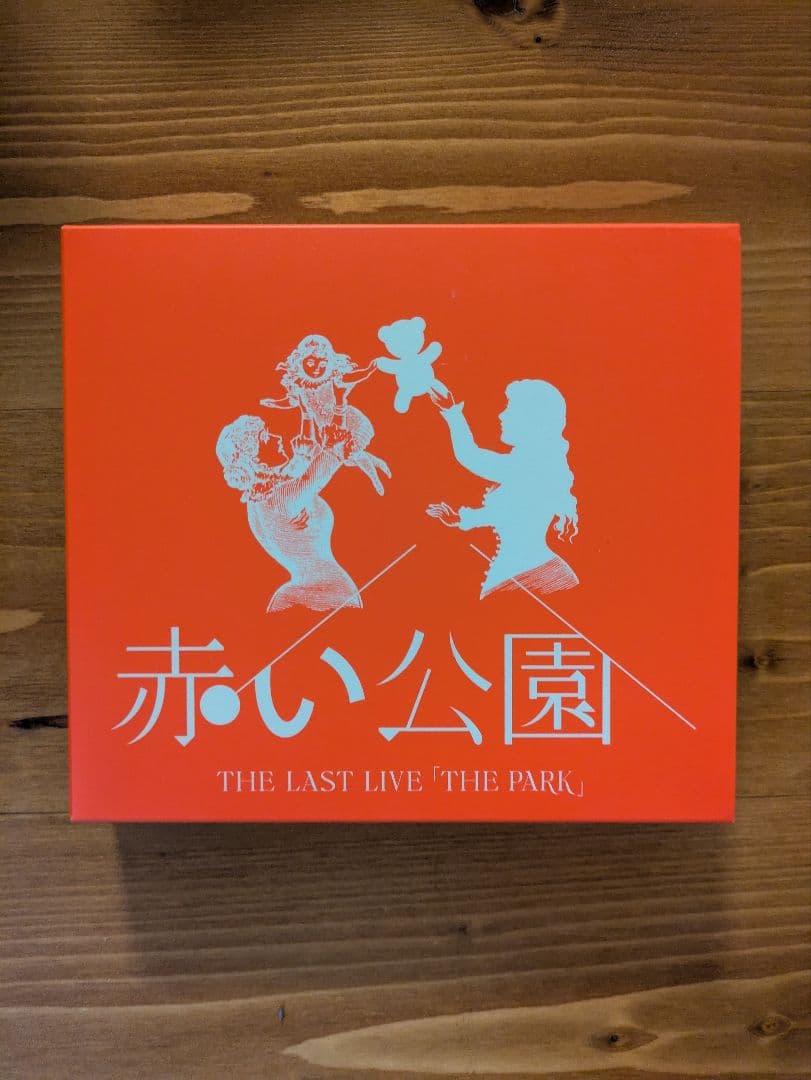 赤い公園
THE LAST LIVE「THE PARK」